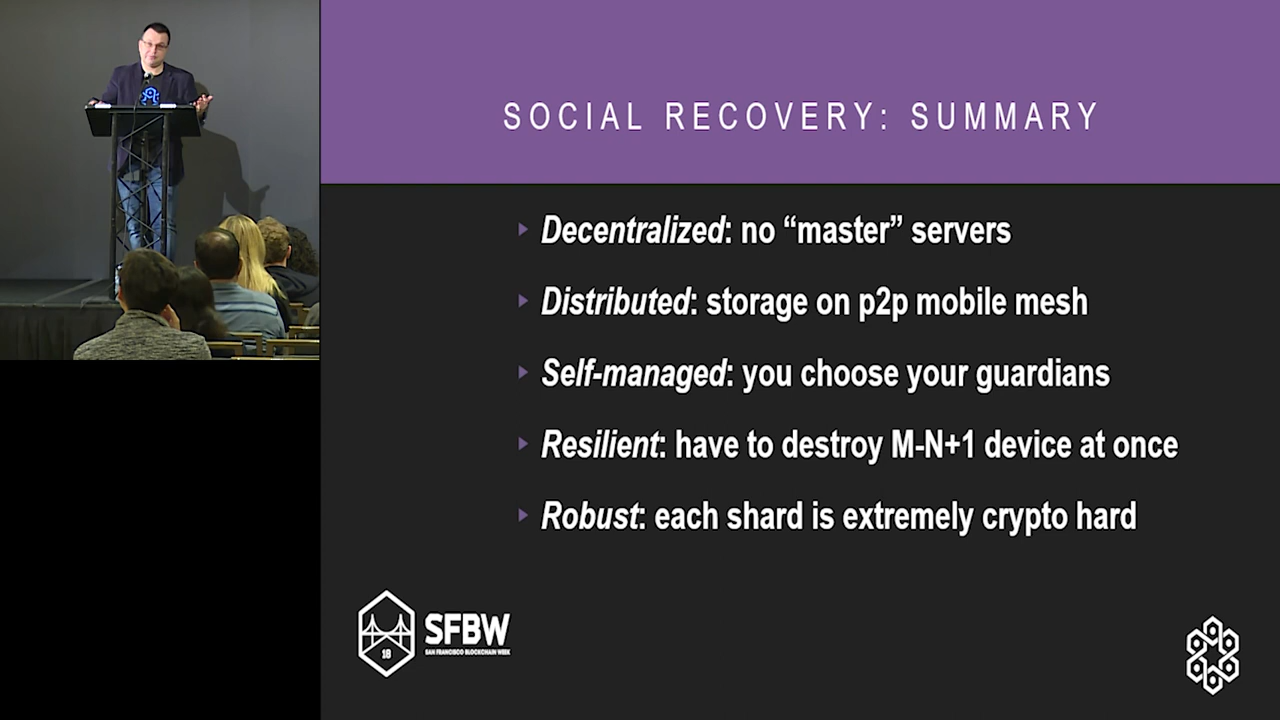 SOCIAL RECOVERY: SUMMARY
Decentralized: no “master” servers
Distributed: storage on p2p mobile mesh
Self-managed: you choose your guardians
Resilient: have to destroy M-N+1 device at once
Robust: each shard is extremely crypto hard
18
SFBW
SAN FRANCISCO BLOCKCHAIN WEEK